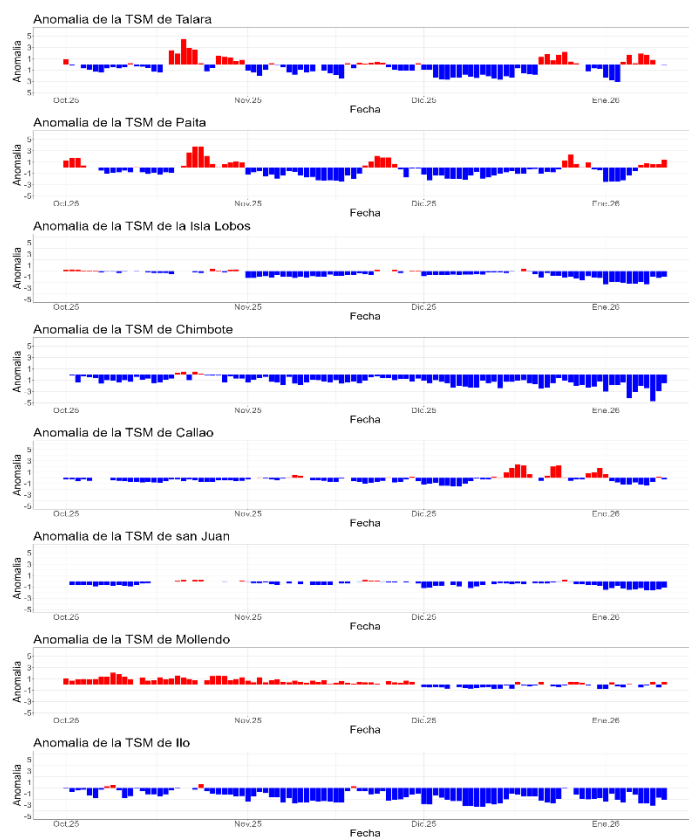 Anomalia de la TSM de Talara
Anomalia
5
3
1
-1
-3
-5
Oct.25 Nov.25 Dic.25 Ene.26
Fecha
Anomalia de la TSM de Paita
Anomalia
5
3
1
-1
-3
-5
Oct.25 Nov.25 Dic.25 Ene.26
Fecha
Anomalia de la TSM de la Isla Lobos
Anomalia
5
3
1
-1
-3
-5
Oct.25 Nov.25 Dic.25 Ene.26
Fecha
Anomalia de la TSM de Chimbote
Anomalia
5
3
1
-1
-3
-5
Oct.25 Nov.25 Dic.25 Ene.26
Fecha
Anomalia de la TSM de Callao
Anomalia
5
3
1
-1
-3
-5
Oct.25 Nov.25 Dic.25 Ene.26
Fecha
Anomalia de la TSM de san Juan
Anomalia
5
3
1
-1
-3
-5
Oct.25 Nov.25 Dic.25 Ene.26
Fecha
Anomalia de la TSM de Mollendo
Anomalia
5
3
1
-1
-3
-5
Oct.25 Nov.25 Dic.25 Ene.26
Fecha
Anomalia de la TSM de Ilo
Anomalia
5
3
1
-1
-3
-5
Oct.25 Nov.25 Dic.25 Ene.26
Fecha